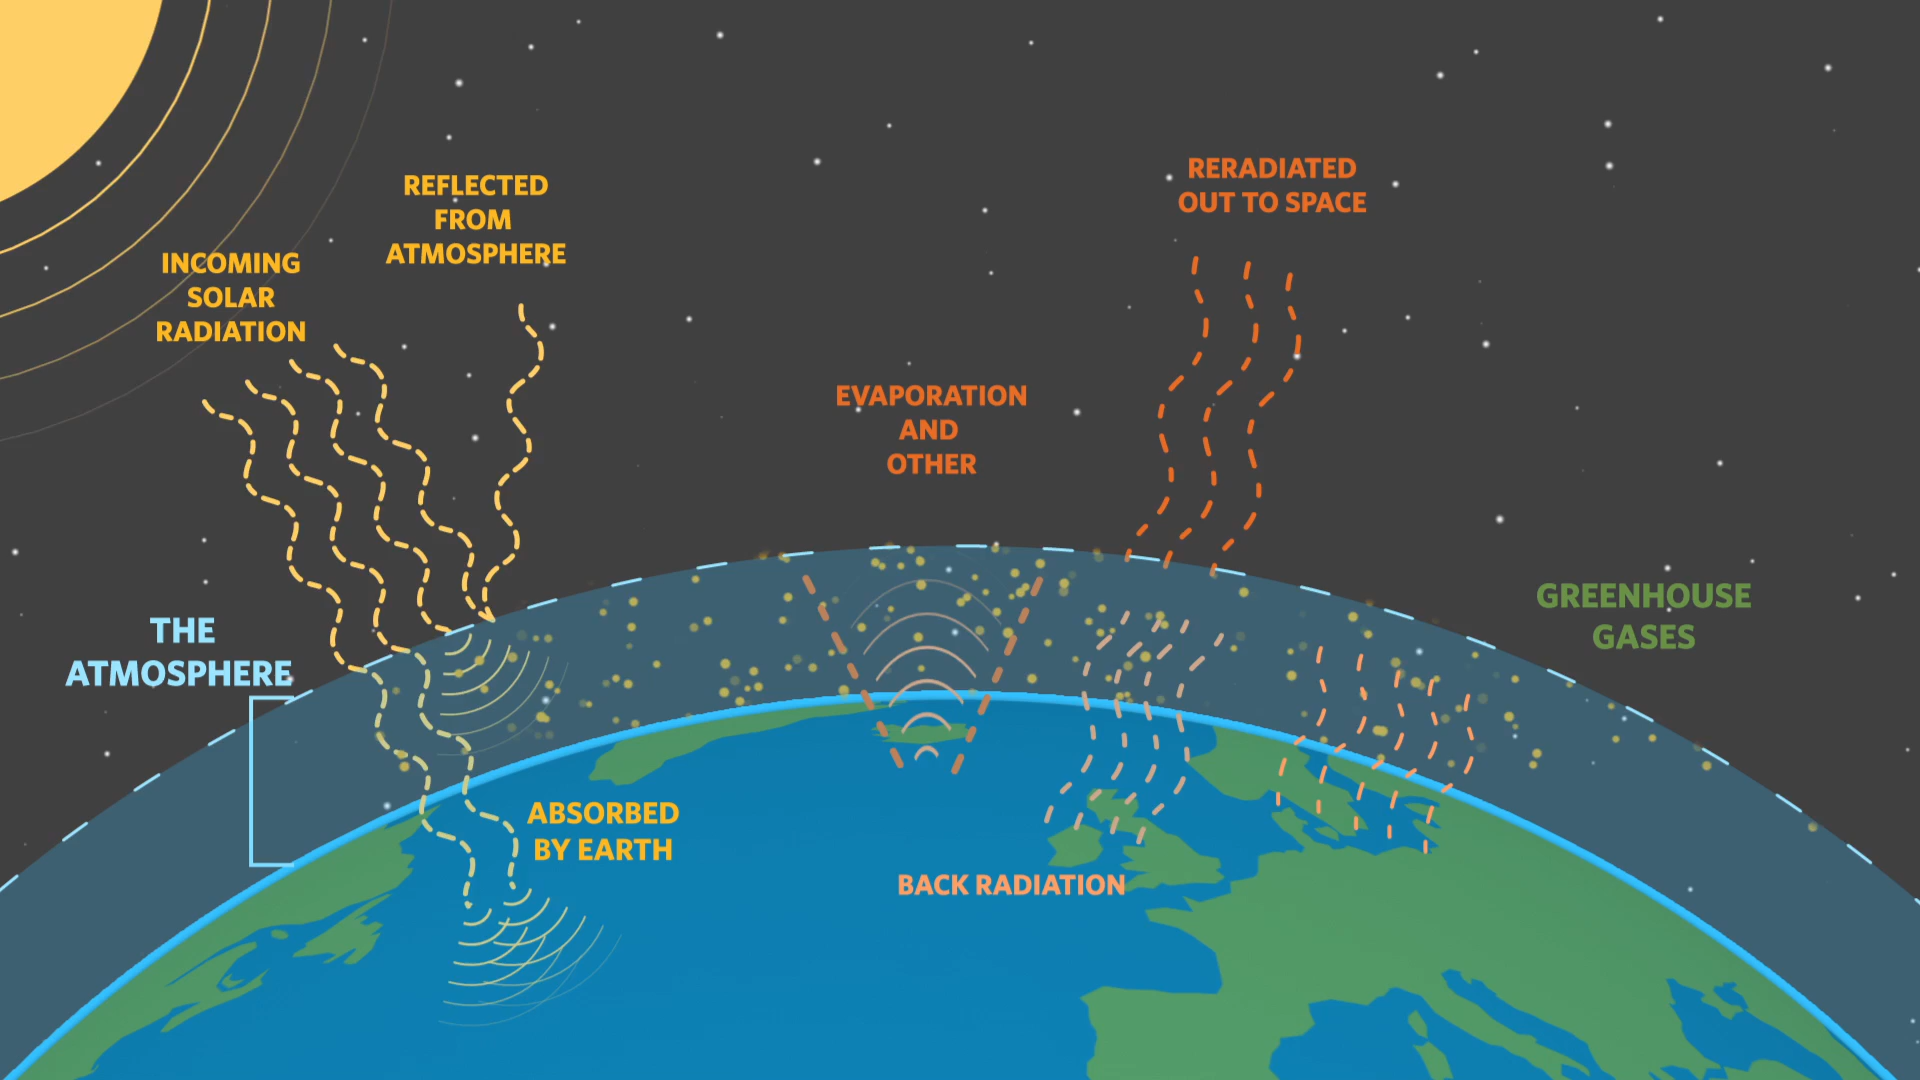 INCOMING
SOLAR
RADIATION
REFLECTED
FROM
ATMOSPHERE
RERADIATED
OUT TO SPACE
EVAPORATION
AND
OTHER
GREENHOUSE
GASES
THE
ATMOSPHERE
ABSORBED
BY EARTH
BACK RADIATION